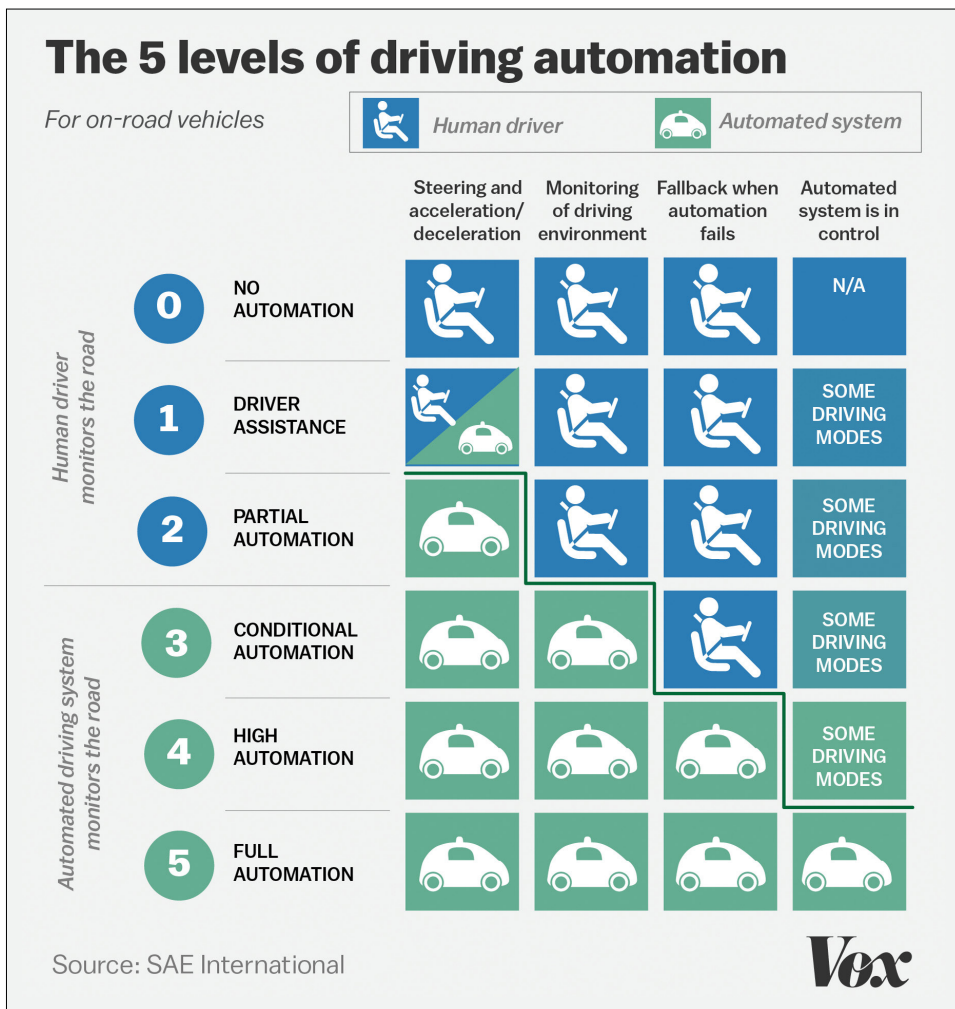 The 5 levels of driving automation
For on-road vehicles
Human driver
Automated system
Steering and
acceleration/
deceleration
Monitoring
of driving
environment
Fallback when
automation
fails
Automated
system is in
control
Human driver
monitors the road
0
NO
AUTOMATION
N/A
1
DRIVER
ASSISTANCE
SOME
DRIVING
MODES
2
PARTIAL
AUTOMATION
SOME
DRIVING
MODES
Automated driving system
monitors the road
3
CONDITIONAL
AUTOMATION
SOME
DRIVING
MODES
4
HIGH
AUTOMATION
SOME
DRIVING
MODES
5
FULL
AUTOMATION
Source: SAE International
Vox